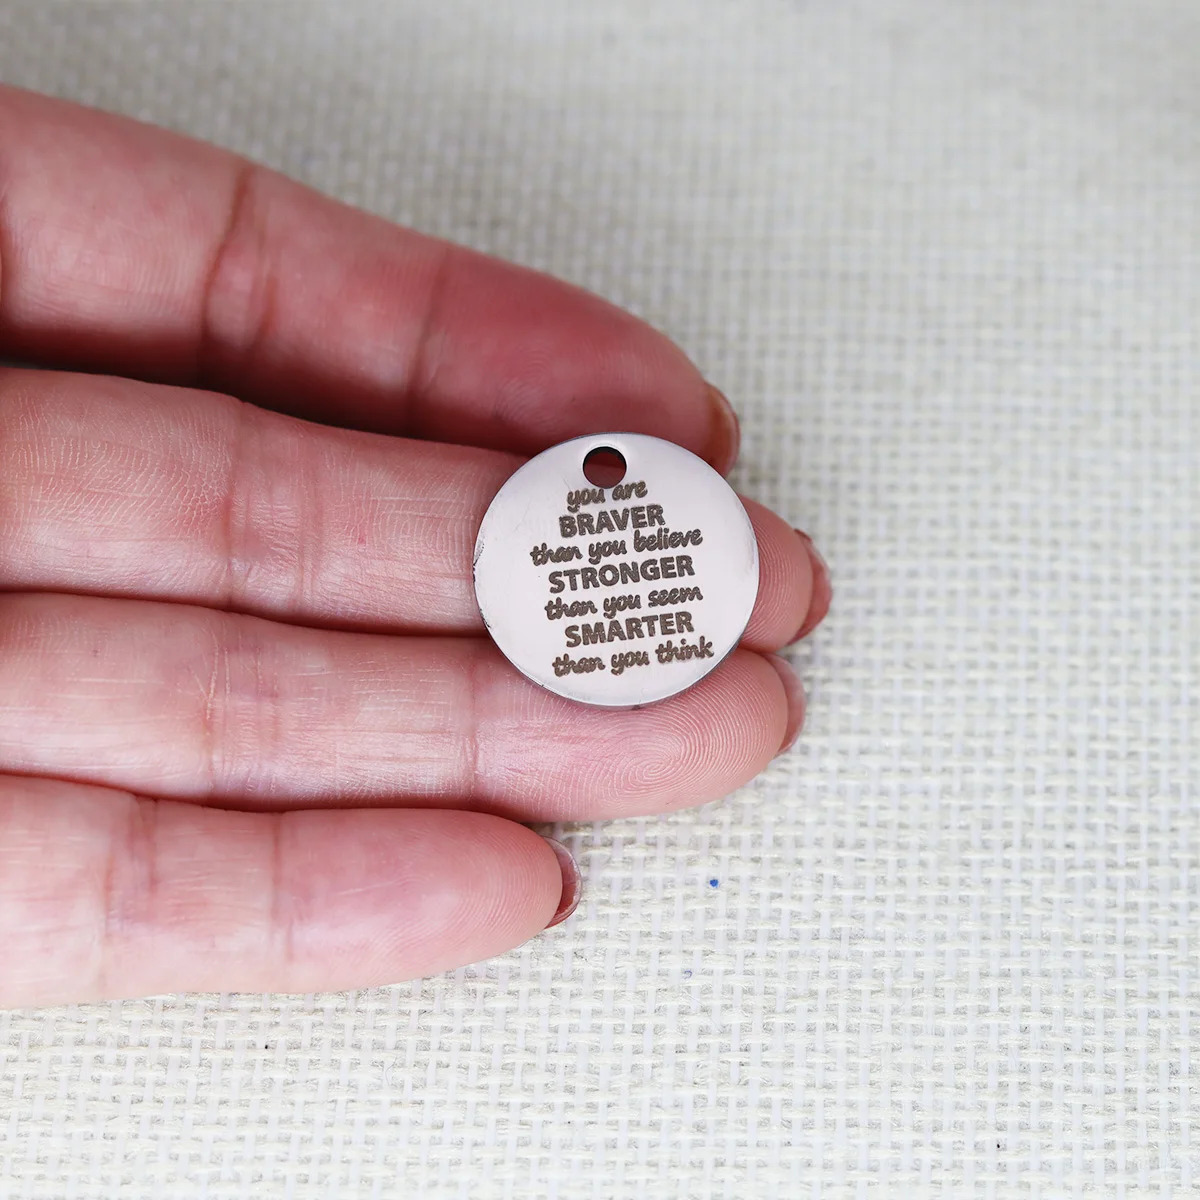 you are
BRAVER
than you believe
STRONGER
than you seem
SMARTER
than you think